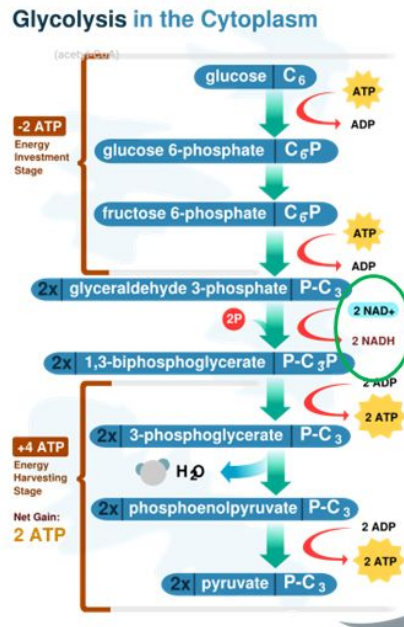 Glycolysis in the Cytoplasm
(acetyl-CoA)
glucose C6
ATP
ADP
-2 ATP
Energy
Investment
Stage
glucose 6-phosphate C6P
fructose 6-phosphate C6P
ATP
ADP
2x glyceraldehyde 3-phosphate P-C3
2P
2 NAD+
2 NADH
2x 1,3-biphosphoglycerate P-C3P
2 ADP
2 ATP
+4 ATP
Energy
Harvesting
Stage
Net Gain:
2 ATP
2x 3-phosphoglycerate P-C3
H2O
2x phosphoenolpyruvate P-C3
2 ADP
2 ATP
2x pyruvate P-C3